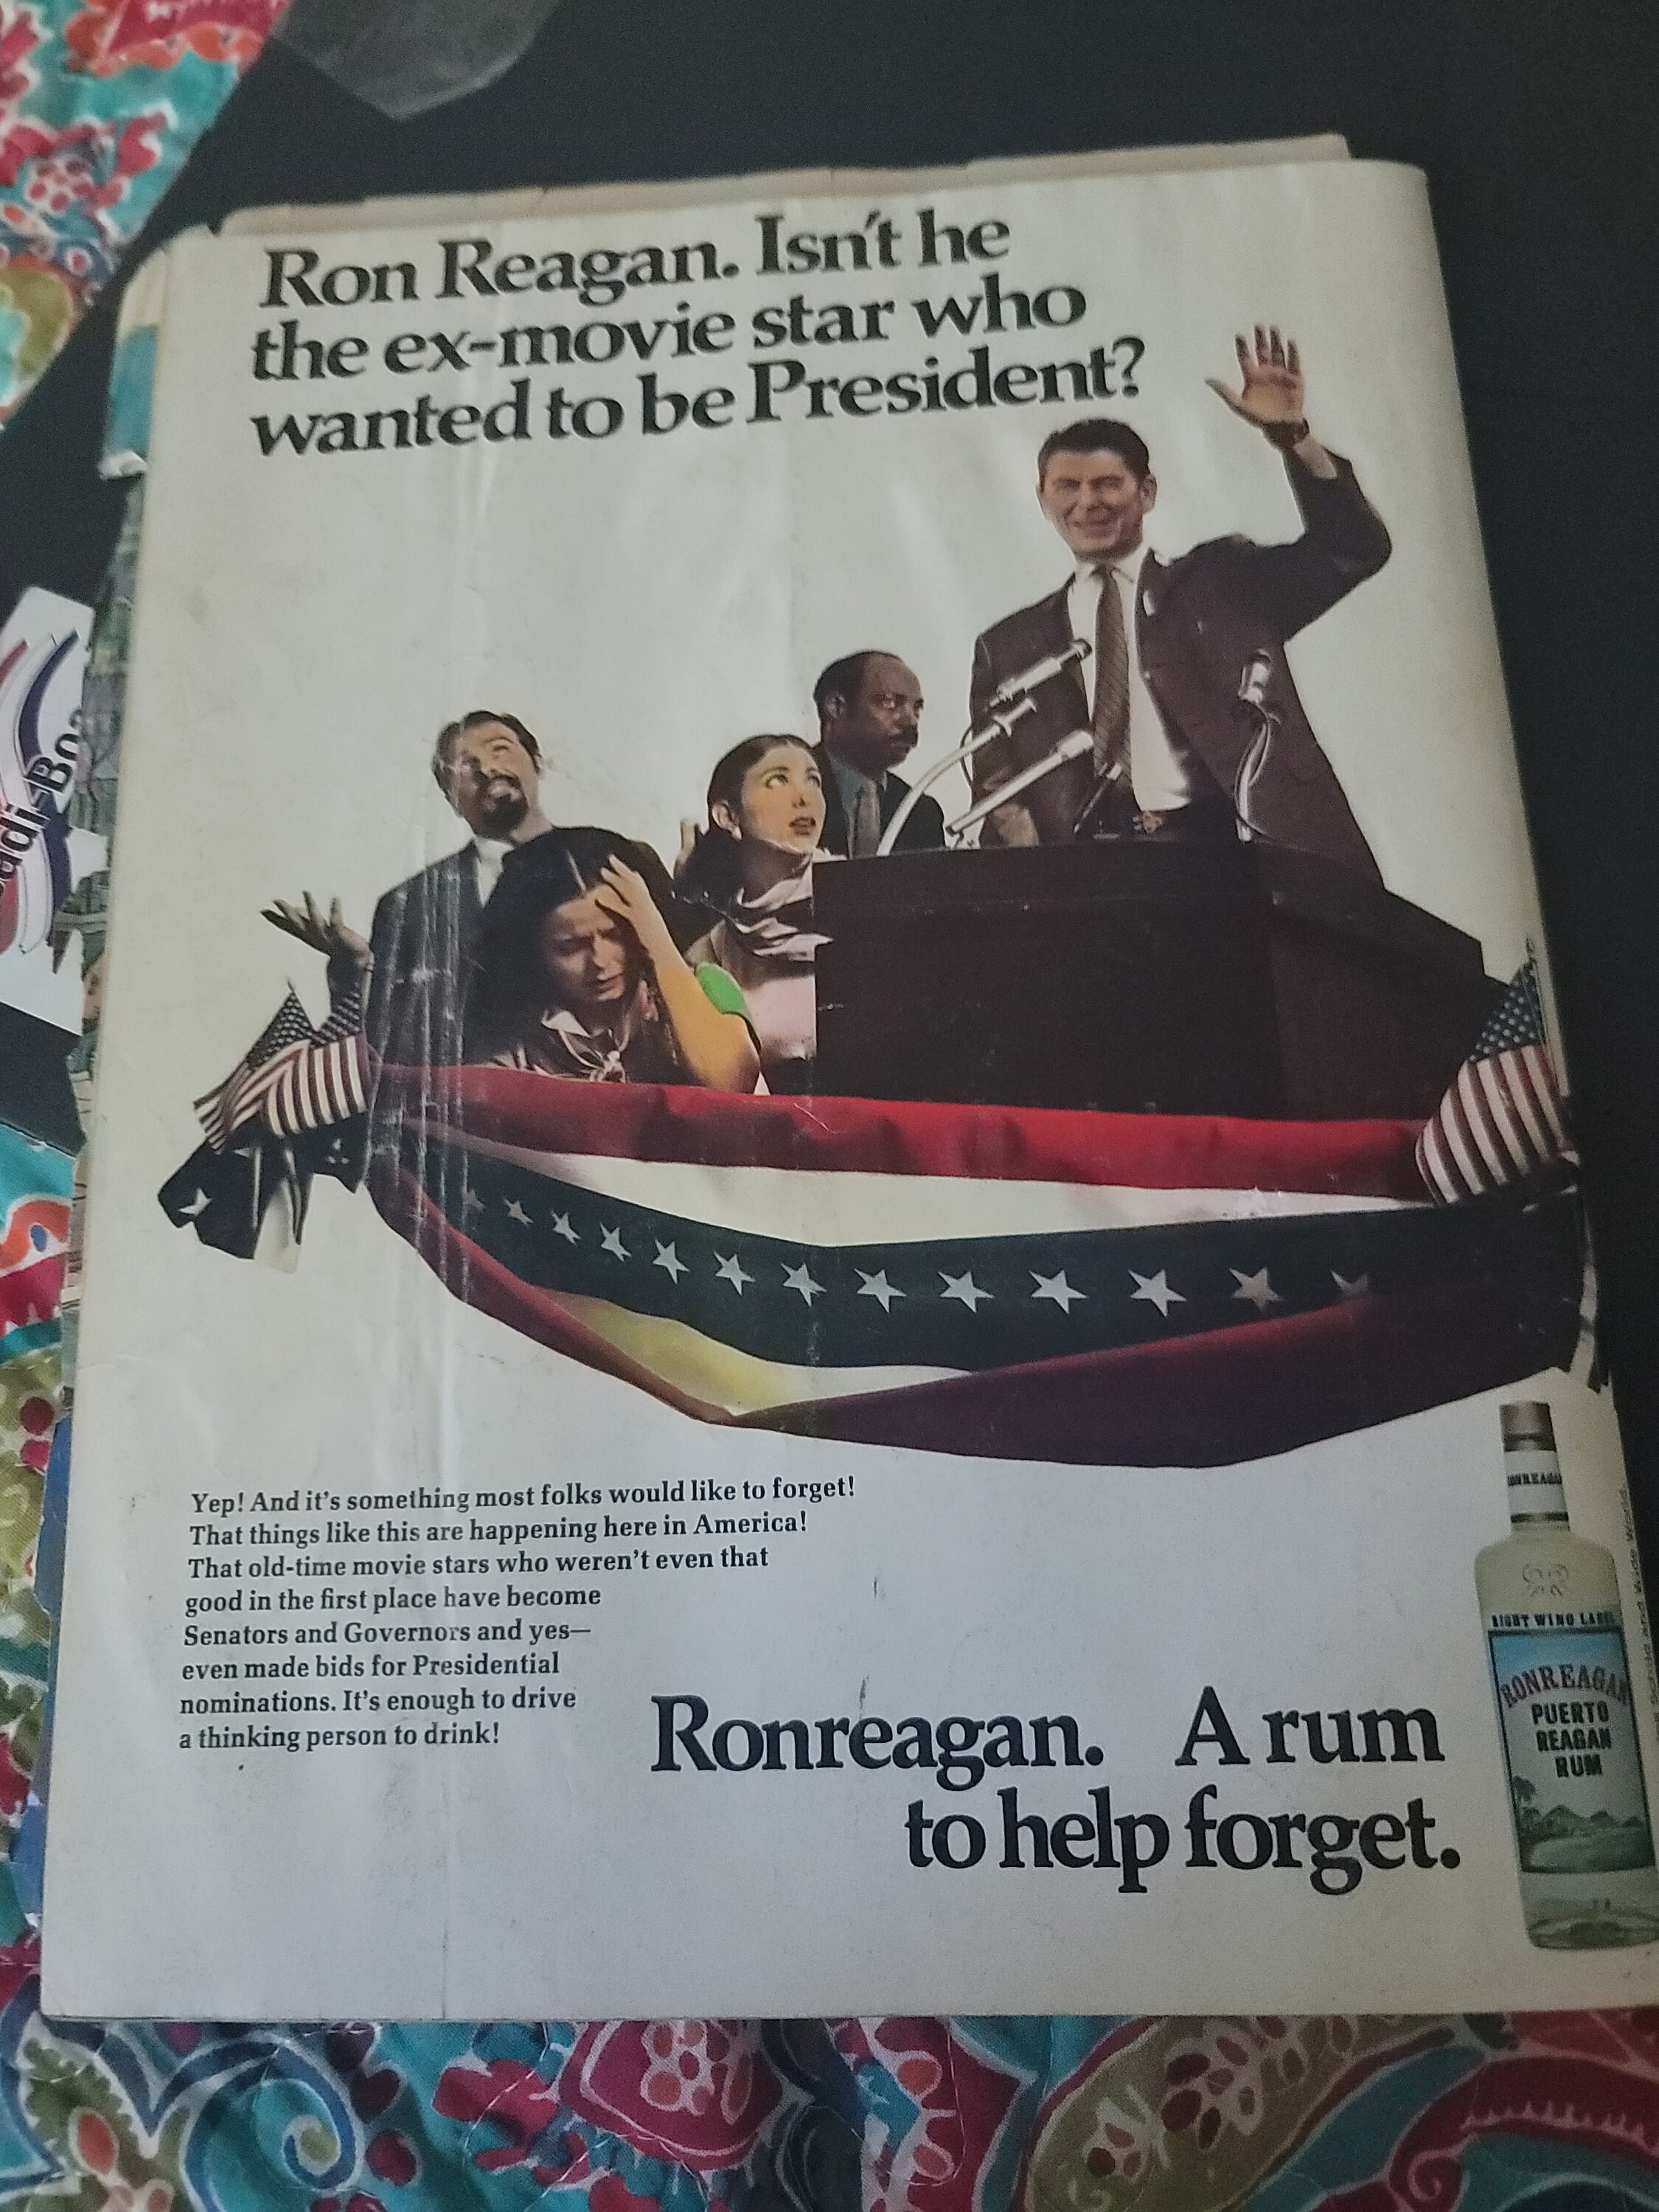 Ron Reagan. Isn't he
the ex-movie star who
wanted to be President?
Yep! And it's something most folks would like to forget!
That things like this are happening here in America!
That old-time movie stars who weren't even that
good in the first place have become
Senators and Governors and yes—
even made bids for Presidential
nominations. It's enough to drive
a thinking person to drink!
Ronreagan. A rum
to help forget.
RIGHT WING LABEL
RONREAGAN
PUERTO
REAGAN
RUM